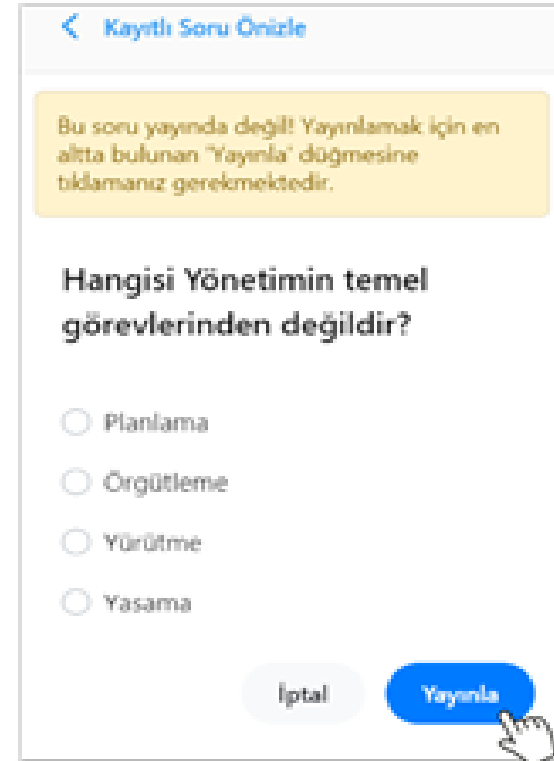 Kayıtlı Soru Önizle
Bu soru yayında değil! Yayınlamak için en
altta bulunan 'Yayınla' düğmesine
tıklamanız gerekmektedir.
Hangisi Yönetimin temel
görevlerinden değildir?
Planlama
Örgütleme
Yürütme
Yasama
İptal
Yayınla